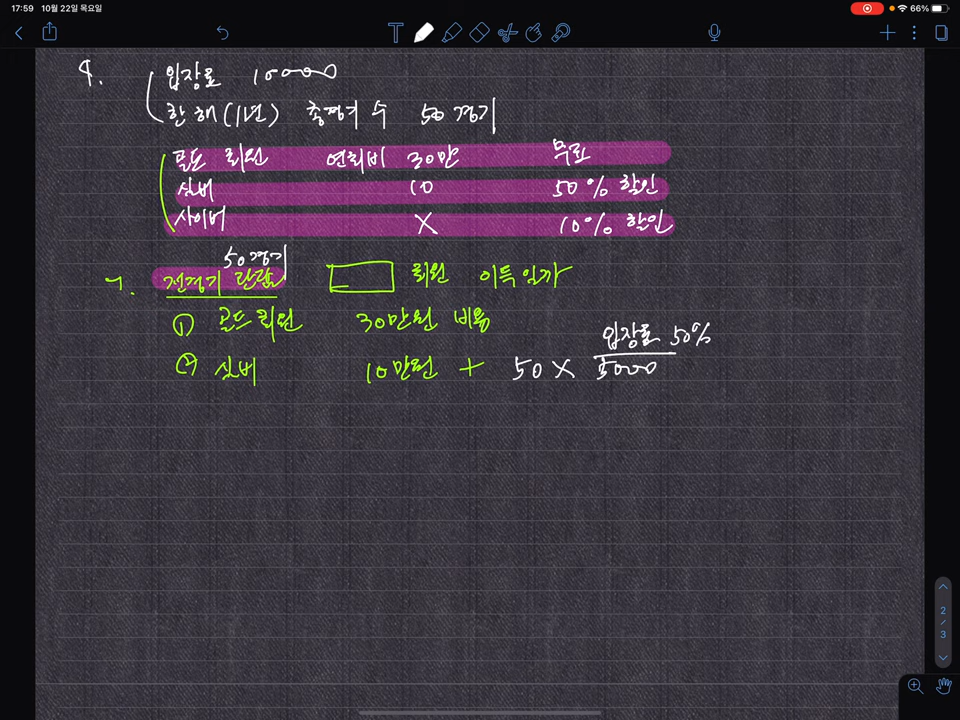 17:59 10월 22일 목요일 66%
9. 입장료 10000
한 해(1년) 총경기 수 50경기
골드 회원 연회비 30만 무료
실버 10 50% 할인
사이버 X 10% 할인
50경기
ㄱ. 전경기 관람 회원 이득일까
① 골드회원 30만원 비용
입장료 50%
② 실버 10만원 + 50 X 5000
2
/
3